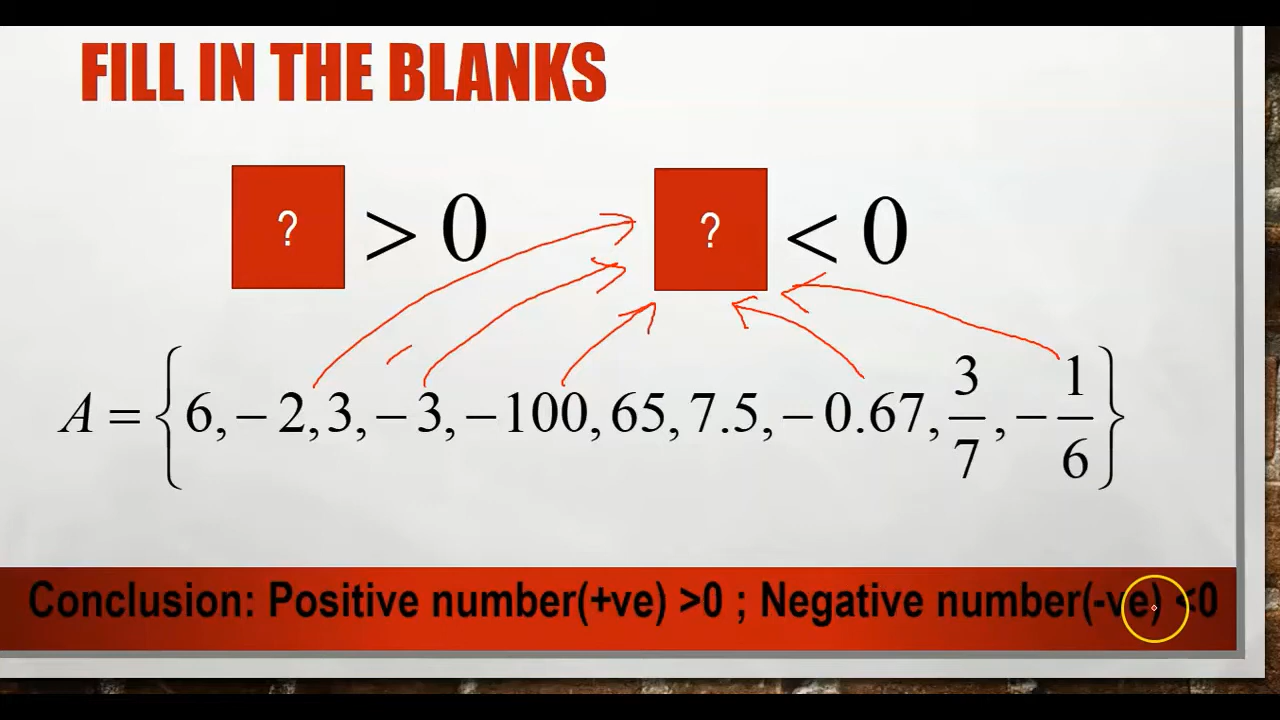 FILL IN THE BLANKS
? > 0 ? < 0
A = {6, −2, 3, −3, −100, 65, 7.5, −0.67, 3/7, −1/6}
Conclusion: Positive number(+ve) >0 ; Negative number(-ve) <0